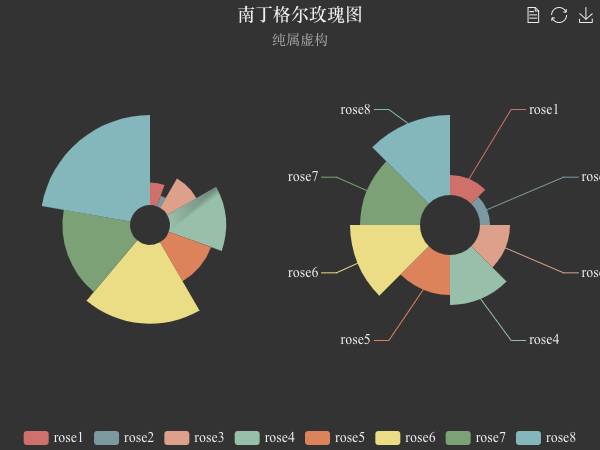 南丁格尔玫瑰图
纯属虚构
rose8
rose1
rose7
rose6
rose5
rose4
rose1 rose2 rose3 rose4 rose5 rose6 rose7 rose8